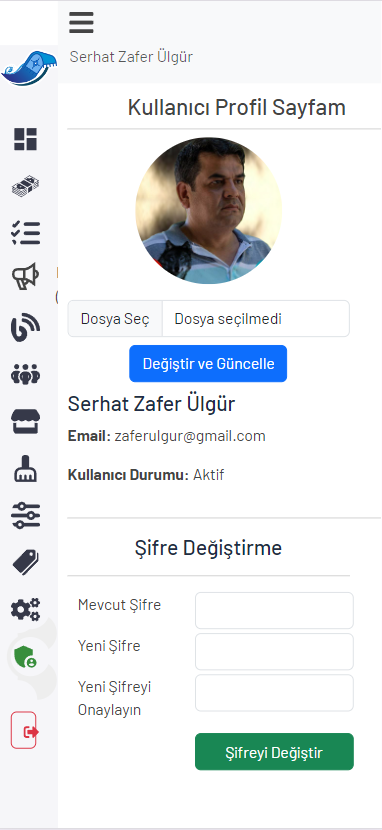 Serhat Zafer Ülgür
Kullanıcı Profil Sayfam
Dosya Seç Dosya seçilmedi
Değiştir ve Güncelle
Serhat Zafer Ülgür
Email: zaferulgur@gmail.com
Kullanıcı Durumu: Aktif
Şifre Değiştirme
Mevcut Şifre
Yeni Şifre
Yeni Şifreyi
Onaylayın
Şifreyi Değiştir